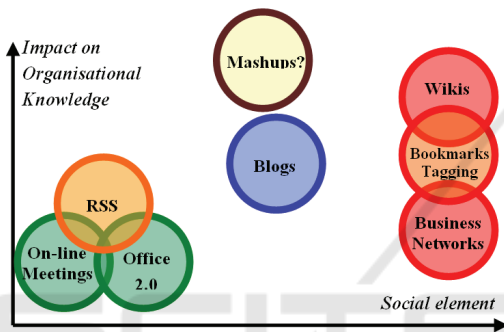 Impact on
Organisational
Knowledge
Mashups?
Wikis
Blogs
Bookmarks
Tagging
RSS
Business
Networks
On-line
Meetings
Office
2.0
Social element